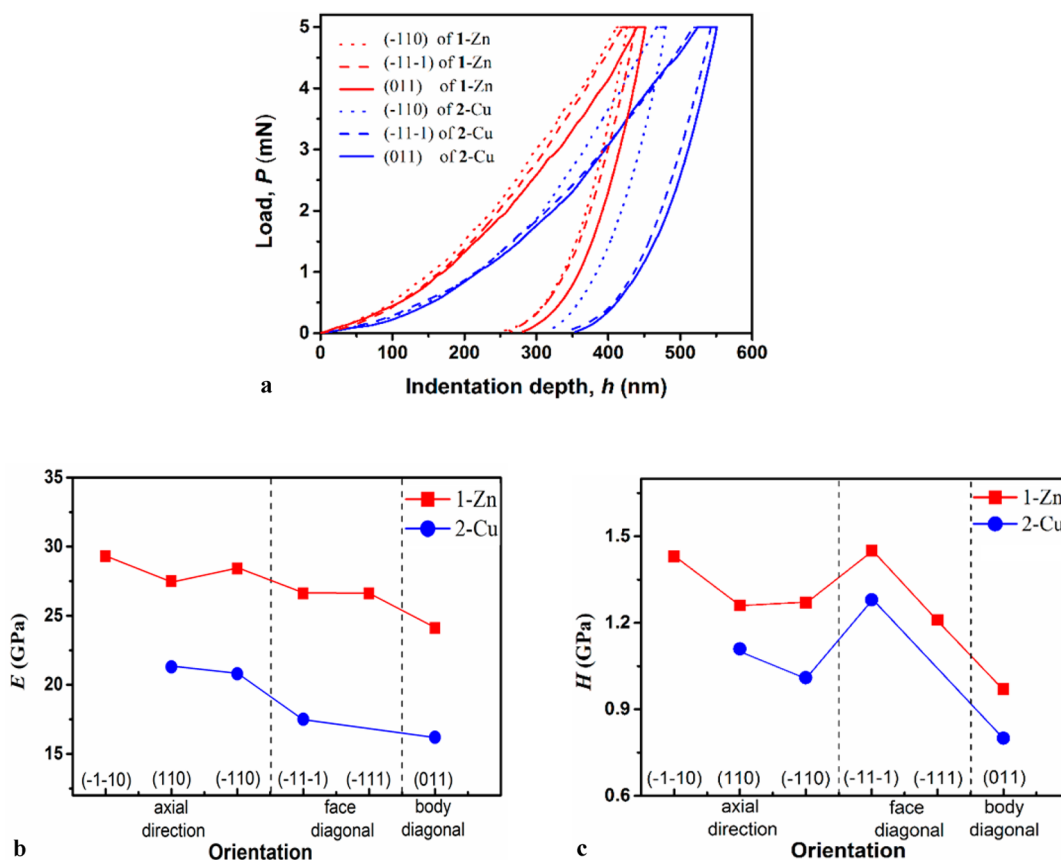 5
4
3
2
1
0
Load, P (mN)
(-110) of 1-Zn
(-11-1) of 1-Zn
(011) of 1-Zn
(-110) of 2-Cu
(-11-1) of 2-Cu
(011) of 2-Cu
0 100 200 300 400 500 600
Indentation depth, h (nm)
a
35
30
25
20
15
E (GPa)
1-Zn
2-Cu
(-1-10) (110) (-110) (-11-1) (-111) (011)
axial direction
face diagonal
body diagonal
Orientation
b
1.5
1.2
0.9
0.6
H (GPa)
1-Zn
2-Cu
(-1-10) (110) (-110) (-11-1) (-111) (011)
axial direction
face diagonal
body diagonal
Orientation
c